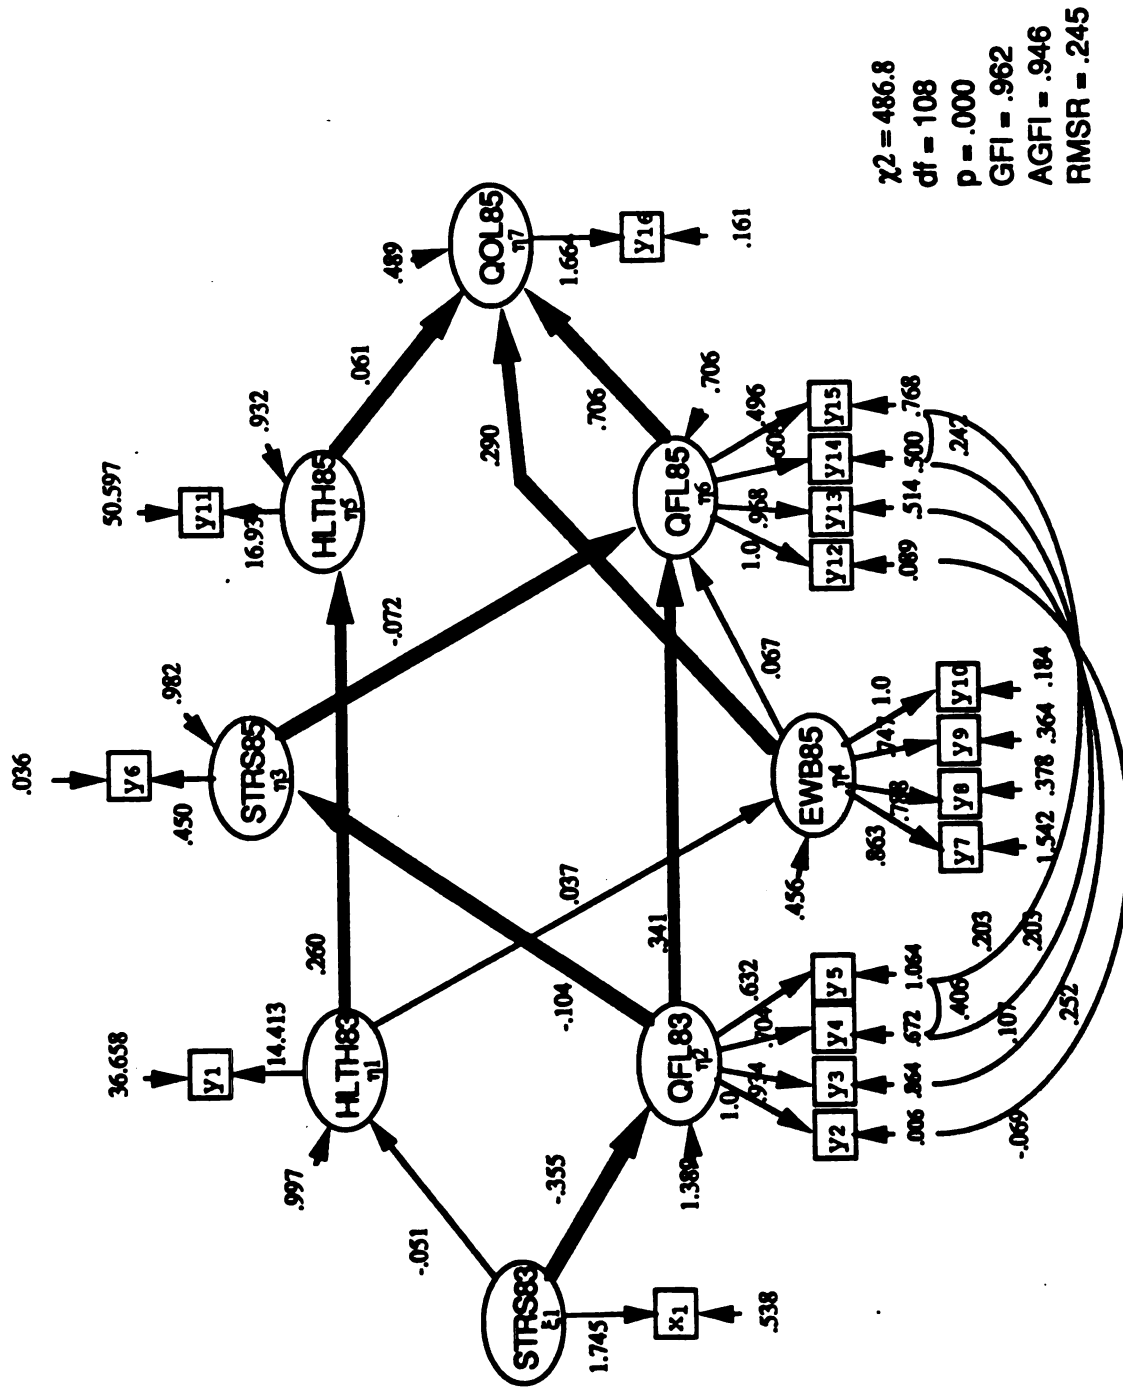 .036
y6
.450
STRS85
η3
.982
36.658
y1
14.413
HLTH83
η1
.997
50.597
y11
16.93
HLTH85
η5
.932
.260
-.072
.061
.489
QOL85
η7
1.664
y16
.161
-.051
STRS83
ξ1
1.745
x1
.538
-.355
-.104
.037
.290
.706
QFL83
η2
1.389
.341
QFL85
η6
.706
.067
1.0
.934
.704
.632
y2
y3
y4
y5
.006
.864
.672
1.064
EWB85
η4
.456
.863
.788
.747
1.0
y7
y8
y9
y10
1.542
.378
.364
.184
1.0
.968
.496
y12
y13
y14
y15
.089
.514
.500
.768
-.069
.252
.107
.406
.203
.203
.242
χ2 = 486.8
df = 108
p = .000
GFI = .962
AGFI = .946
RMSR = .245